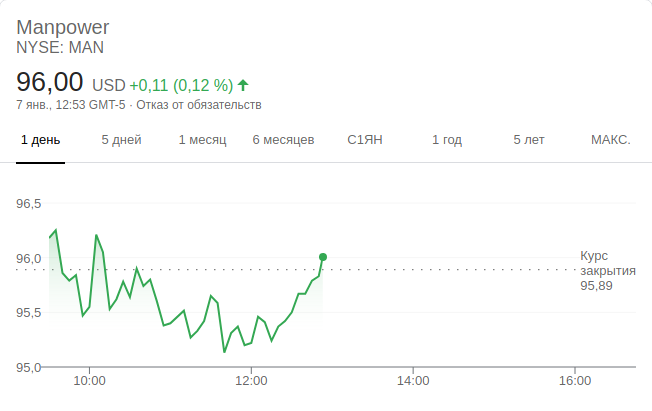 Manpower
NYSE: MAN
96,00 USD +0,11 (0,12 %)
7 янв., 12:53 GMT-5 · Отказ от обязательств
1 день 5 дней 1 месяц 6 месяцев С1ЯН 1 год 5 лет МАКС.
96,5
96,0
Курс
закрытия
95,89
95,5
95,0
10:00 12:00 14:00 16:00